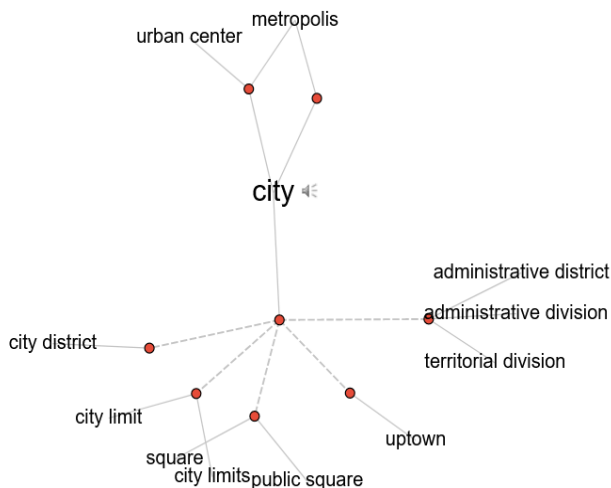 metropolis
urban center
city
administrative district
administrative division
city district
territorial division
city limit
uptown
square
city limits
public square